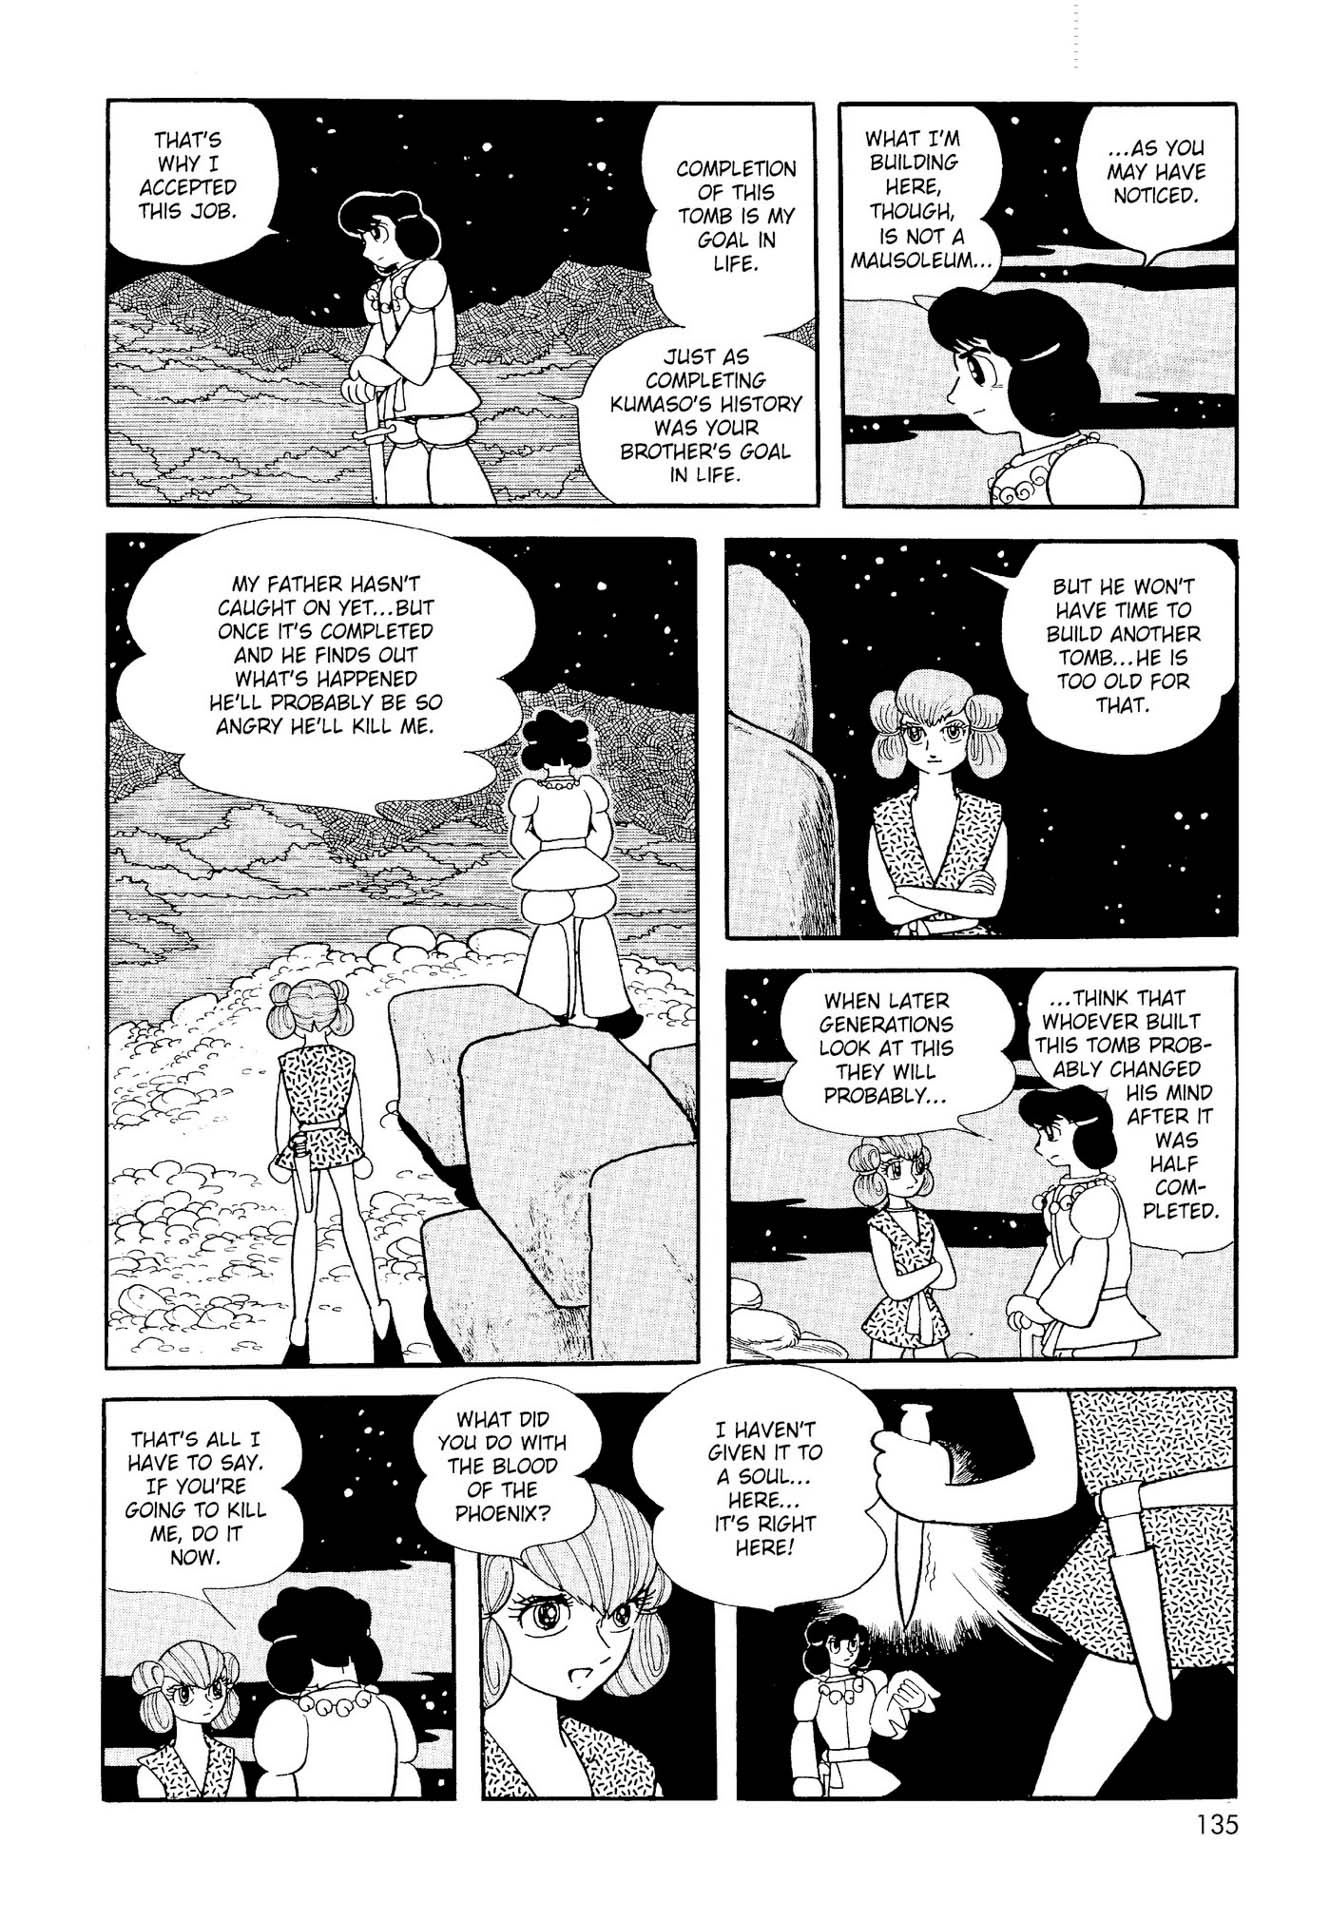 THAT'S
WHY I
ACCEPTED
THIS JOB.
COMPLETION
OF THIS
TOMB IS MY
GOAL IN
LIFE.
JUST AS
COMPLETING
KUMASO'S HISTORY
WAS YOUR
BROTHER'S GOAL
IN LIFE.
WHAT I'M
BUILDING
HERE,
THOUGH,
IS NOT A
MAUSOLEUM...
...AS YOU
MAY HAVE
NOTICED.
MY FATHER HASN'T
CAUGHT ON YET...BUT
ONCE IT'S COMPLETED
AND HE FINDS OUT
WHAT'S HAPPENED
HE'LL PROBABLY BE SO
ANGRY HE'LL KILL ME.
BUT HE WON'T
HAVE TIME TO
BUILD ANOTHER
TOMB...HE IS
TOO OLD FOR
THAT.
WHEN LATER
GENERATIONS
LOOK AT THIS
THEY WILL
PROBABLY...
...THINK THAT
WHOEVER BUILT
THIS TOMB PROB-
ABLY CHANGED
HIS MIND
AFTER IT
WAS
HALF
COM-
PLETED.
THAT'S ALL I
HAVE TO SAY.
IF YOU'RE
GOING TO KILL
ME, DO IT
NOW.
WHAT DID
YOU DO WITH
THE BLOOD
OF THE
PHOENIX?
I HAVEN'T
GIVEN IT TO
A SOUL...
HERE...
IT'S RIGHT
HERE!
135